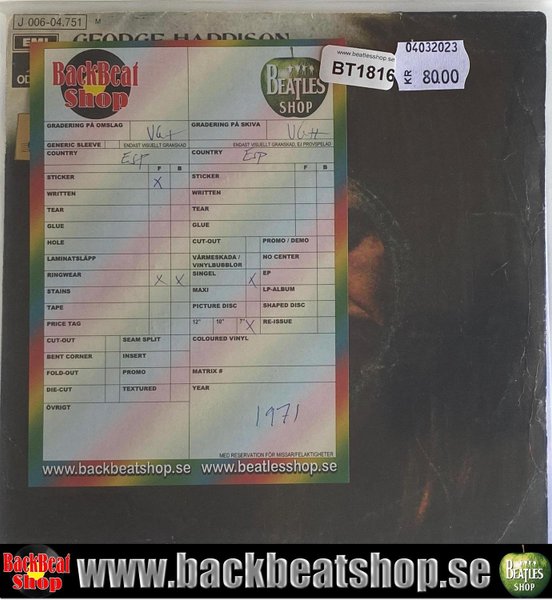 J 006-04.751 M
EMI GEORGE HARRISON
OD
www.beatlesshop.se
BT1816
04032023
KR 80.00
BackBeat Shop
BEATLES SHOP
GRADERING PÅ OMSLAG VG+
GRADERING PÅ SKIVA VG++
GENERIC SLEEVE ENDAST VISUELLT GRANSKAD
ENDAST VISUELLT GRANSKAD, EJ PROVSPELAD
COUNTRY ESP
COUNTRY ESP
F B
F B
STICKER X
STICKER
WRITTEN
WRITTEN
TEAR
TEAR
GLUE
GLUE
HOLE
CUT-OUT
PROMO / DEMO
LAMINATSLÄPP
VÄRMESKADA / VINYLBUBBLOR
NO CENTER
RINGWEAR X X
SINGEL X
EP
STAINS
MAXI
LP-ALBUM
TAPE
PICTURE DISC
SHAPED DISC
PRICE TAG
12" 10" 7" X
RE-ISSUE
CUT-OUT
SEAM SPLIT
COLOURED VINYL
BENT CORNER
INSERT
FOLD-OUT
PROMO
MATRIX #
DIE-CUT
TEXTURED
YEAR
ÖVRIGT
1971
MED RESERVATION FÖR MISSAR/FELAKTIGHETER
www.backbeatshop.se www.beatlesshop.se
BackBeat Shop
www.backbeatshop.se
BEATLES SHOP